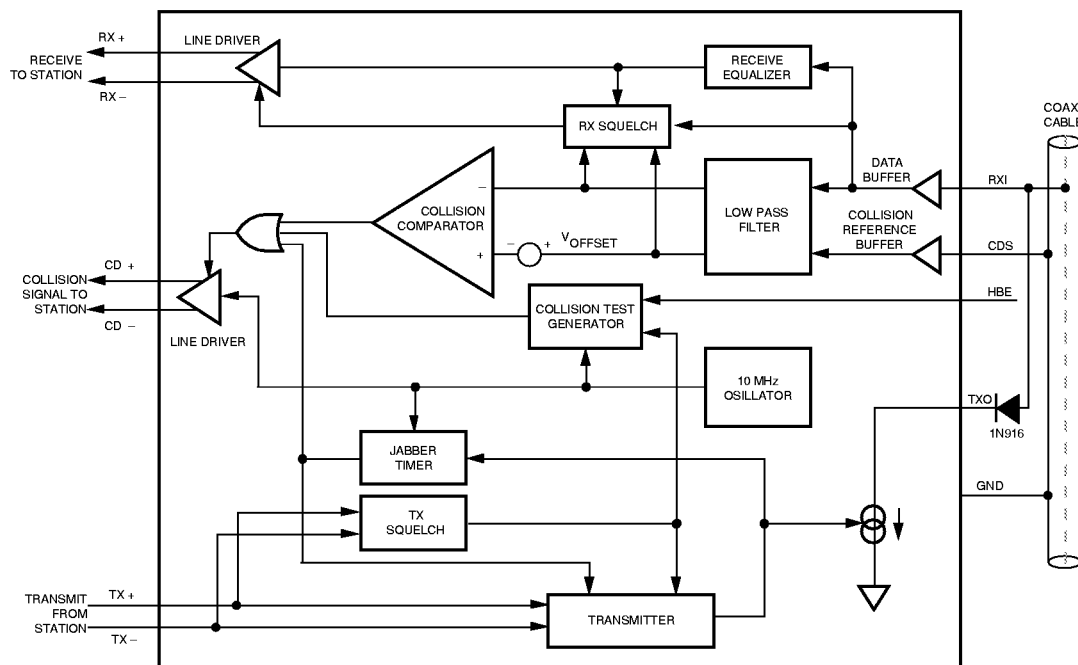 RX +
LINE DRIVER
RECEIVE
TO STATION
RX –
RECEIVE
EQUALIZER
RX SQUELCH
COAX
CABLE
DATA
BUFFER
RXI
–
COLLISION
COMPARATOR
+
– +
VOFFSET
LOW PASS
FILTER
COLLISION
REFERENCE
BUFFER
CDS
CD +
COLLISION
SIGNAL TO
STATION
CD –
LINE DRIVER
COLLISION TEST
GENERATOR
HBE
10 MHz
OSILLATOR
TXO
1N916
JABBER
TIMER
GND
TX
SQUELCH
TRANSMIT
FROM
STATION
TX +
TX –
TRANSMITTER